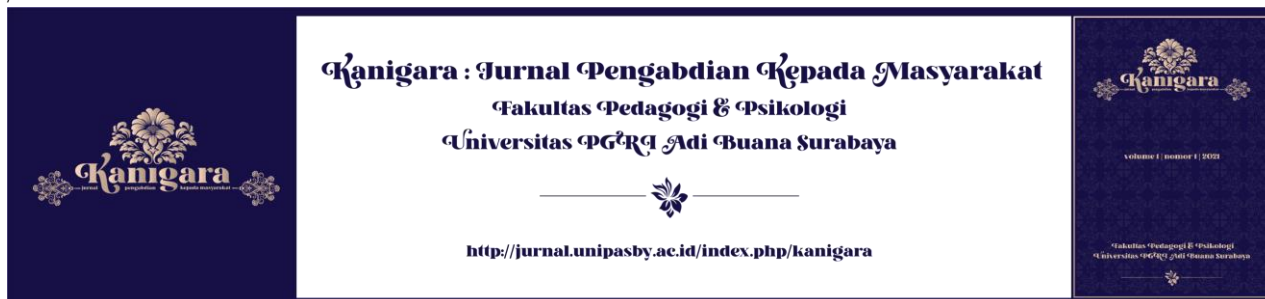 Kanigara
jurnal pengabdian kepada masyarakat
Kanigara : Jurnal Pengabdian Kepada Masyarakat
Fakultas Pedagogi & Psikologi
Universitas PGRI Adi Buana Surabaya
http://jurnal.unipasby.ac.id/index.php/kanigara
Kanigara
volume 1 | nomor 1 | 2021
Fakultas Pedagogi & Psikologi
Universitas PGRI Adi Buana Surabaya